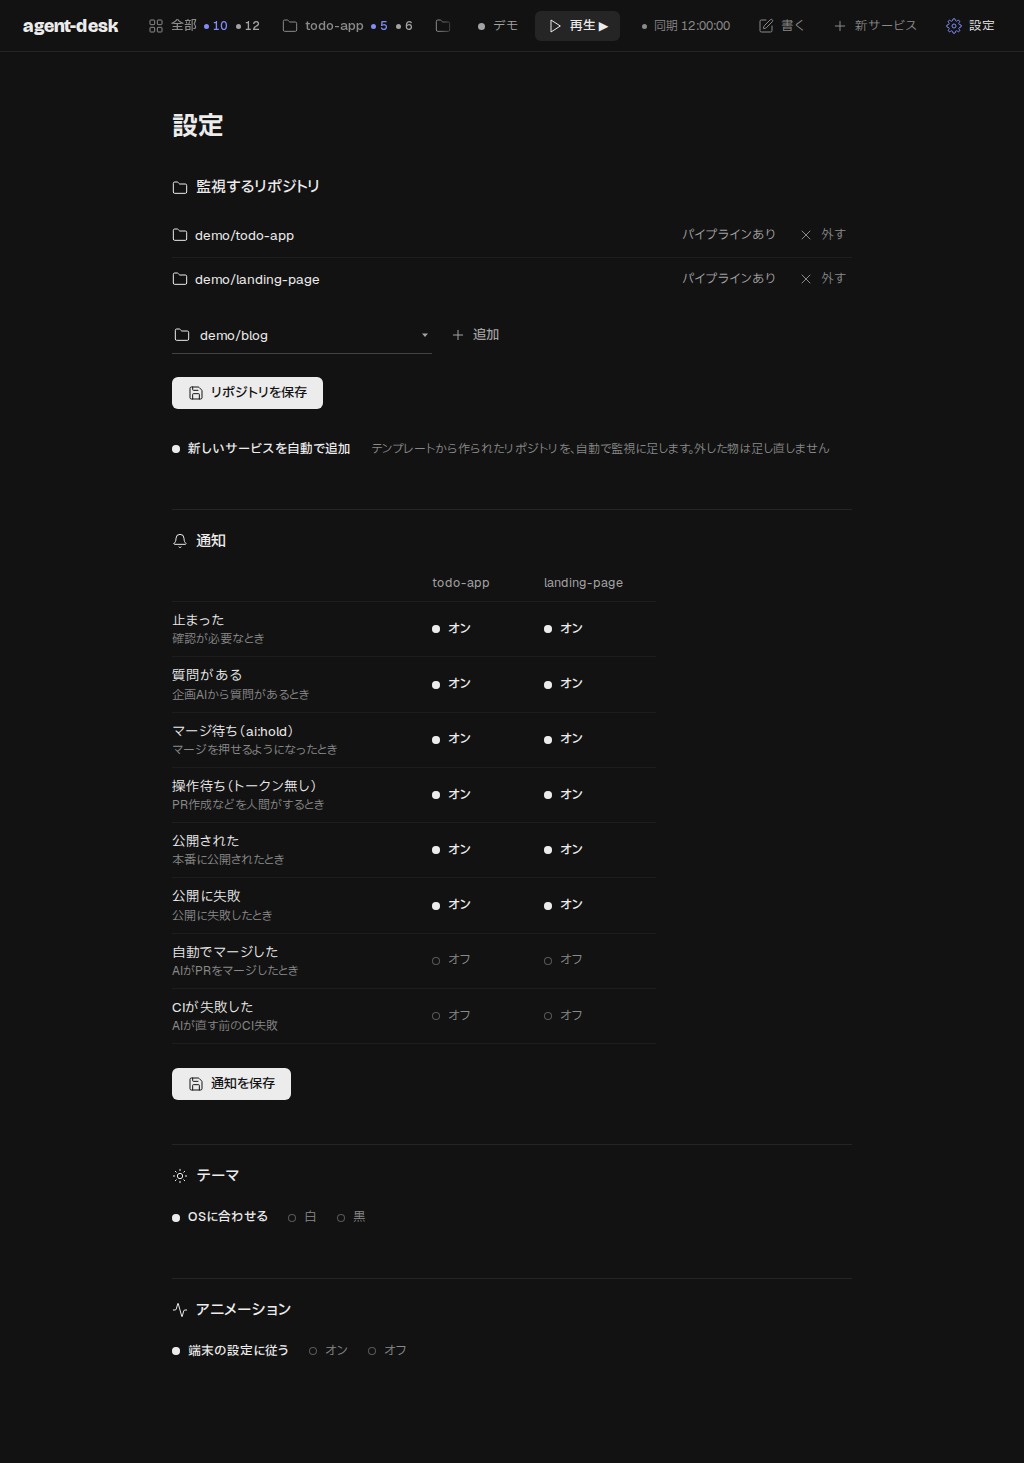 agent-desk 全部 10 12 todo-app 5 6 デモ 再生 ▶ 同期 12:00:00 書く 新サービス 設定
設定
監視するリポジトリ
demo/todo-app パイプラインあり 外す
demo/landing-page パイプラインあり 外す
demo/blog 追加
リポジトリを保存
新しいサービスを自動で追加 テンプレートから作られたリポジトリを、自動で監視に足します。外した物は足し直しません
通知
todo-app landing-page
止まった オン オン
確認が必要なとき
質問がある オン オン
企画AIから質問があるとき
マージ待ち（ai:hold） オン オン
マージを押せるようになったとき
操作待ち（トークン無し） オン オン
PR作成などを人間がするとき
公開された オン オン
本番に公開されたとき
公開に失敗 オン オン
公開に失敗したとき
自動でマージした オフ オフ
AIがPRをマージしたとき
CIが失敗した オフ オフ
AIが直す前のCI失敗
通知を保存
テーマ
OSに合わせる 白 黒
アニメーション
端末の設定に従う オン オフ